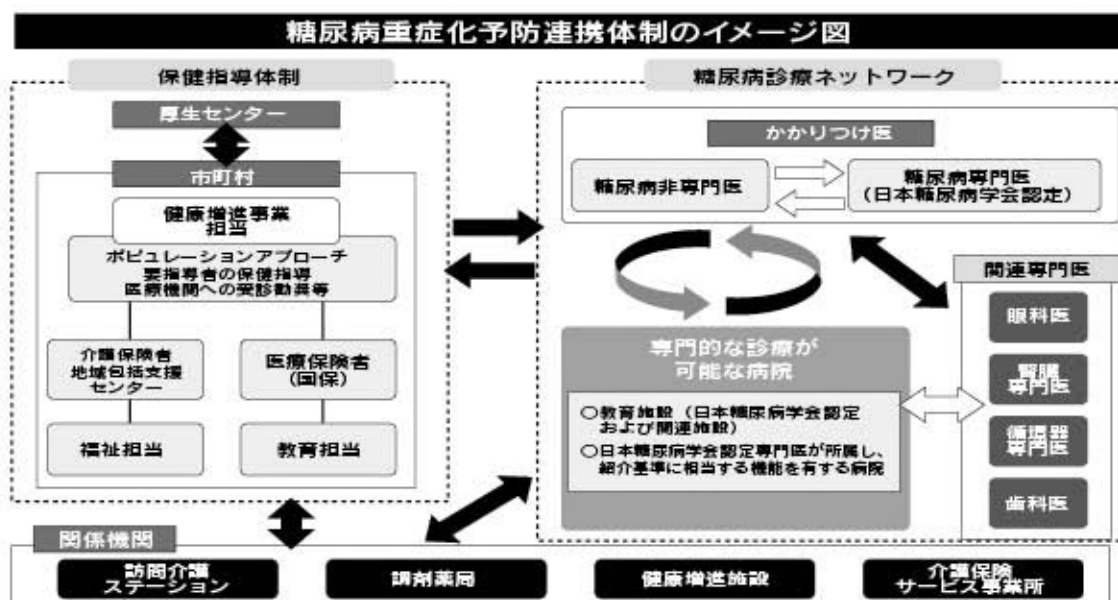 糖尿病重症化予防連携体制のイメージ図
保健指導体制
厚生センター
市町村
健康増進事業
担当
ポピュレーションアプローチ
要指導者の保健指導
医療機関への受診勧奨等
介護保険者
地域包括支援
センター
医療保険者
(国保)
福祉担当
教育担当
糖尿病診療ネットワーク
かかりつけ医
糖尿病非専門医
糖尿病専門医
(日本糖尿病学会認定)
専門的な診療が
可能な病院
○教育施設（日本糖尿病学会認定
および関連施設）
○日本糖尿病学会認定専門医が所属し、
紹介基準に相当する機能を有する病院
関連専門医
眼科医
腎臓
専門医
循環器
専門医
歯科医
関係機関
訪問介護
ステーション
調剤薬局
健康増進施設
介護保険
サービス事業所